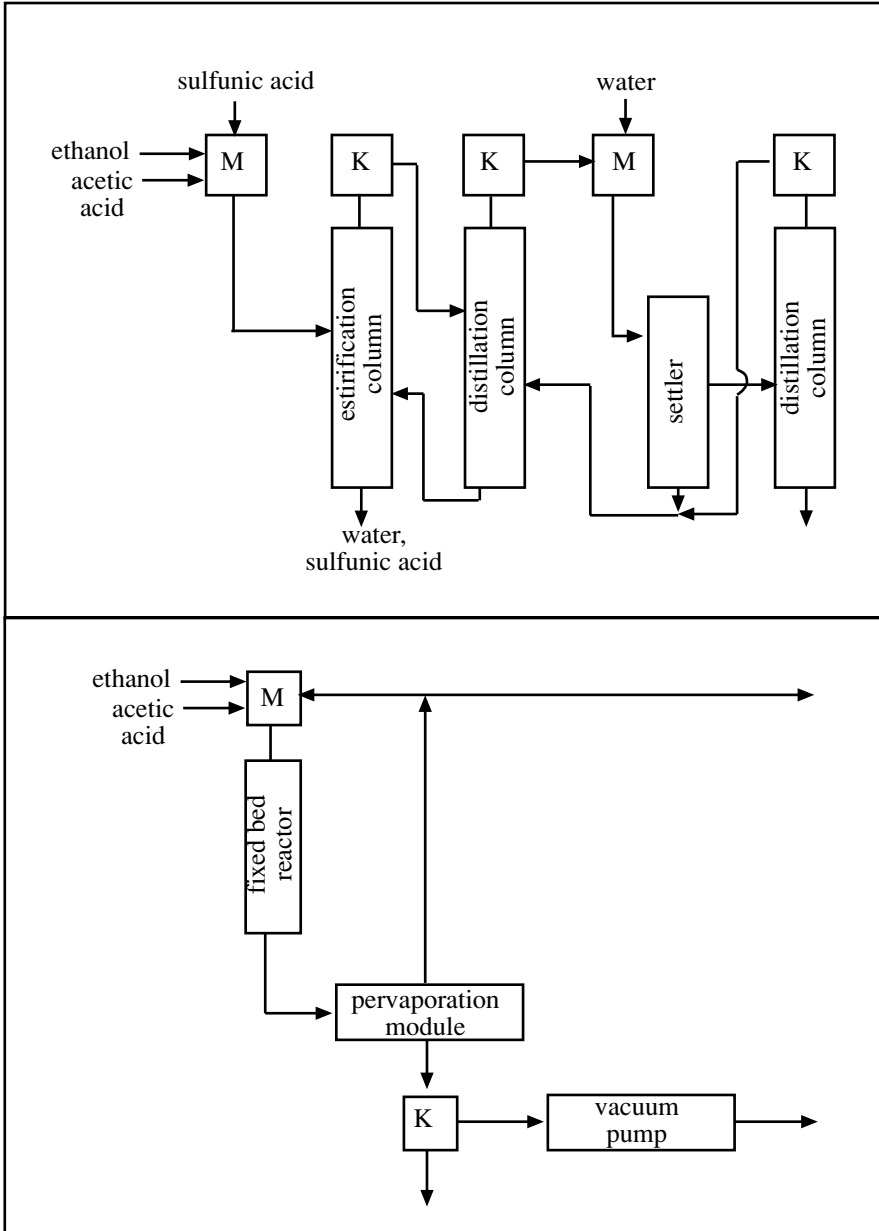 sulfunic acid
water
ethanol
acetic
acid
M
K
K
M
K
estirification
column
distillation
column
settler
distillation
column
water,
sulfunic acid
ethanol
acetic
acid
M
fixed bed
reactor
pervaporation
module
K
vacuum
pump